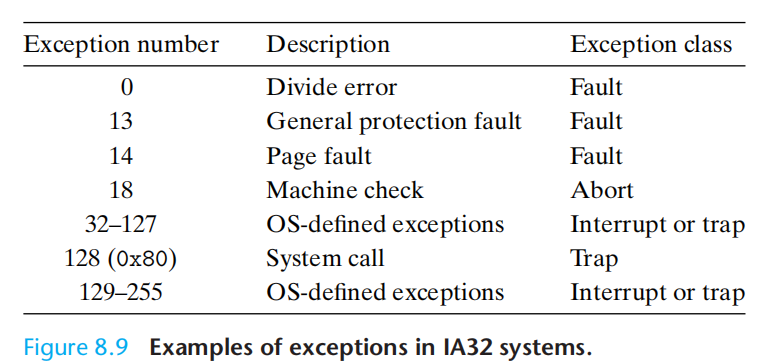 Exception number Description Exception class
0 Divide error Fault
13 General protection fault Fault
14 Page fault Fault
18 Machine check Abort
32–127 OS-defined exceptions Interrupt or trap
128 (0x80) System call Trap
129–255 OS-defined exceptions Interrupt or trap
Figure 8.9 Examples of exceptions in IA32 systems.